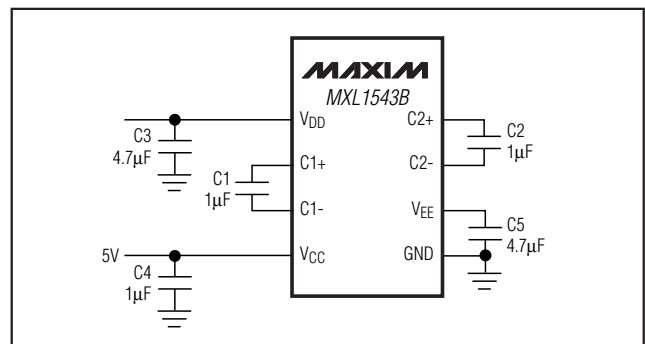 MAXIM
MXL1543B
VDD
C2+
C3
4.7μF
C2
1μF
C1+
C2-
C1
1μF
C1-
VEE
C5
4.7μF
5V
VCC
GND
C4
1μF